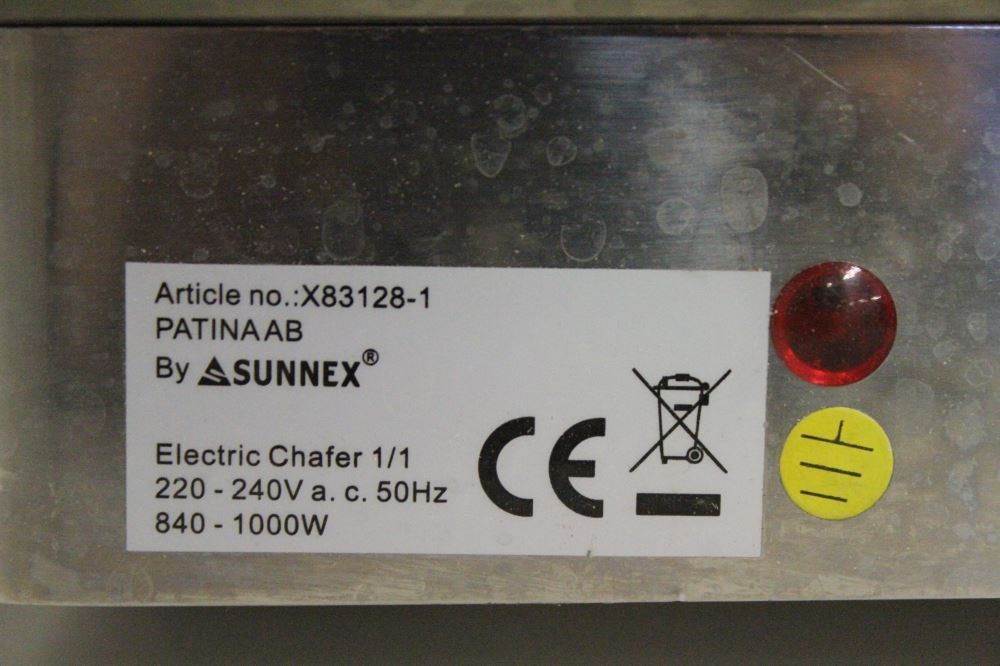 Article no.:X83128-1
PATINA AB
By SUNNEX®
Electric Chafer 1/1
220 - 240V a. c. 50Hz
840 - 1000W
CE